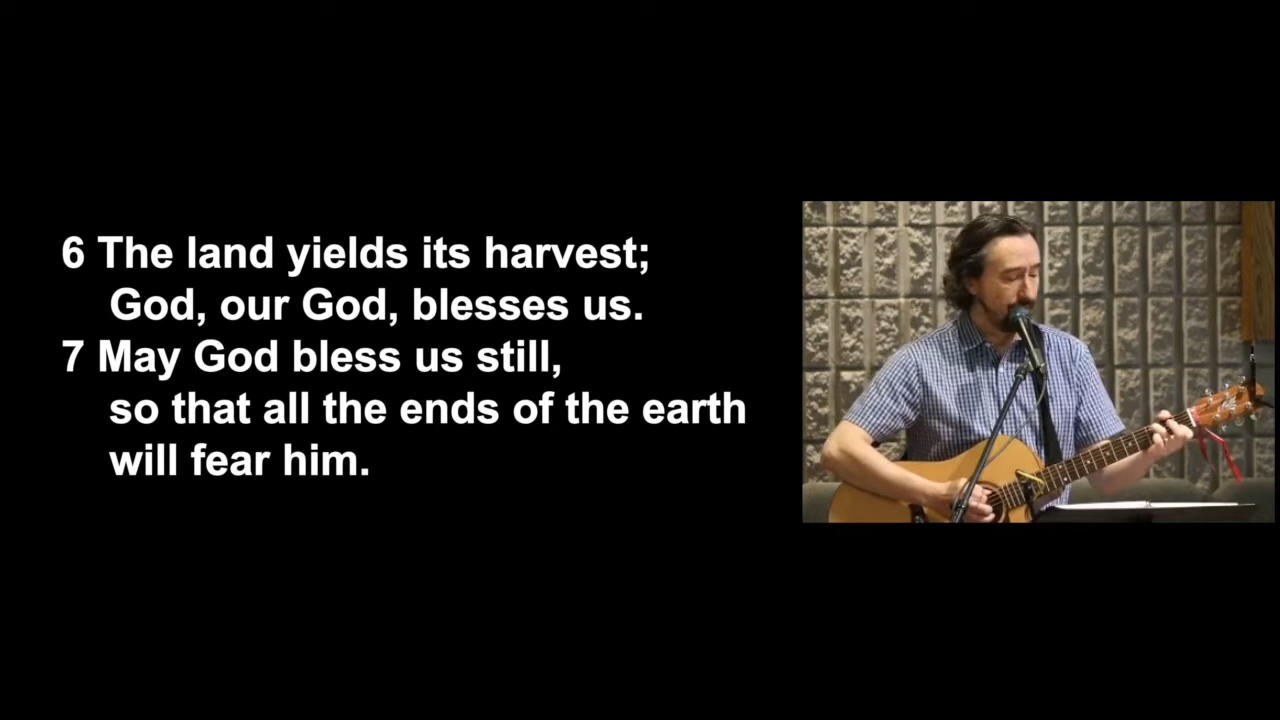 6 The land yields its harvest;
God, our God, blesses us.
7 May God bless us still,
so that all the ends of the earth
will fear him.